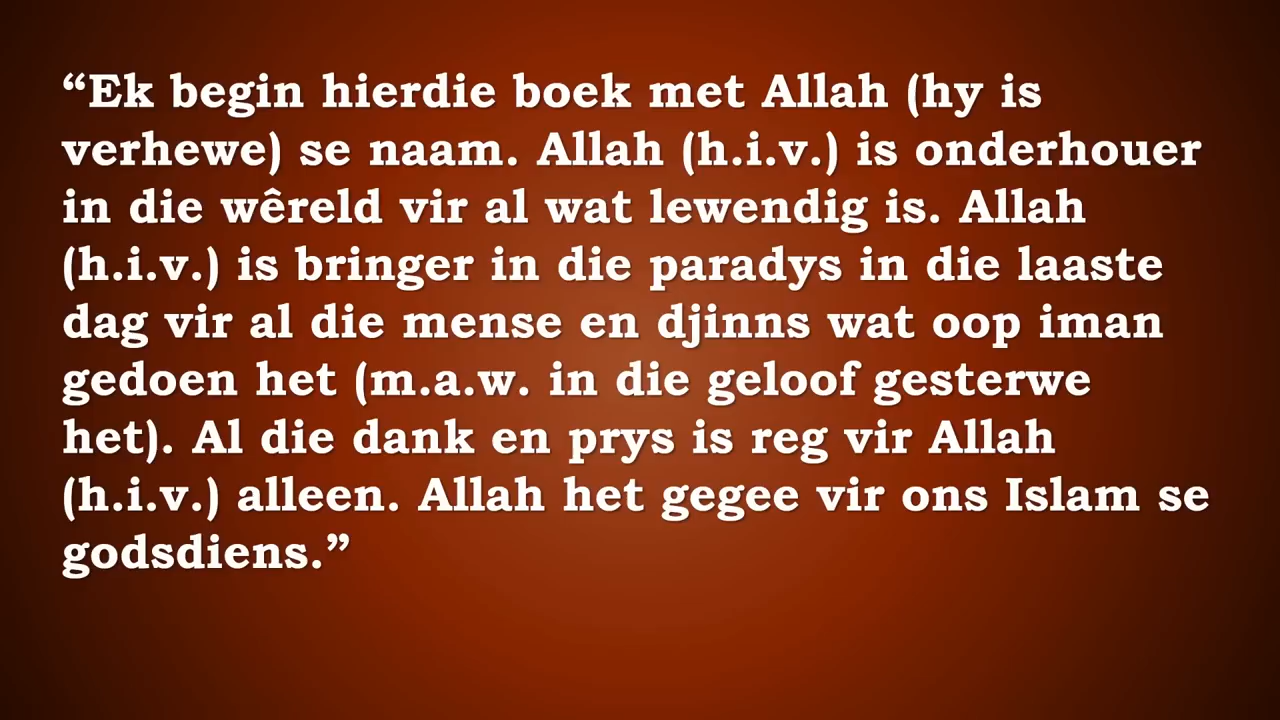 “Ek begin hierdie boek met Allah (hy is
verhewe) se naam. Allah (h.i.v.) is onderhouer
in die wêreld vir al wat lewendig is. Allah
(h.i.v.) is bringer in die paradys in die laaste
dag vir al die mense en djinns wat oop iman
gedoen het (m.a.w. in die geloof gesterwe
het). Al die dank en prys is reg vir Allah
(h.i.v.) alleen. Allah het gegee vir ons Islam se
godsdiens.”